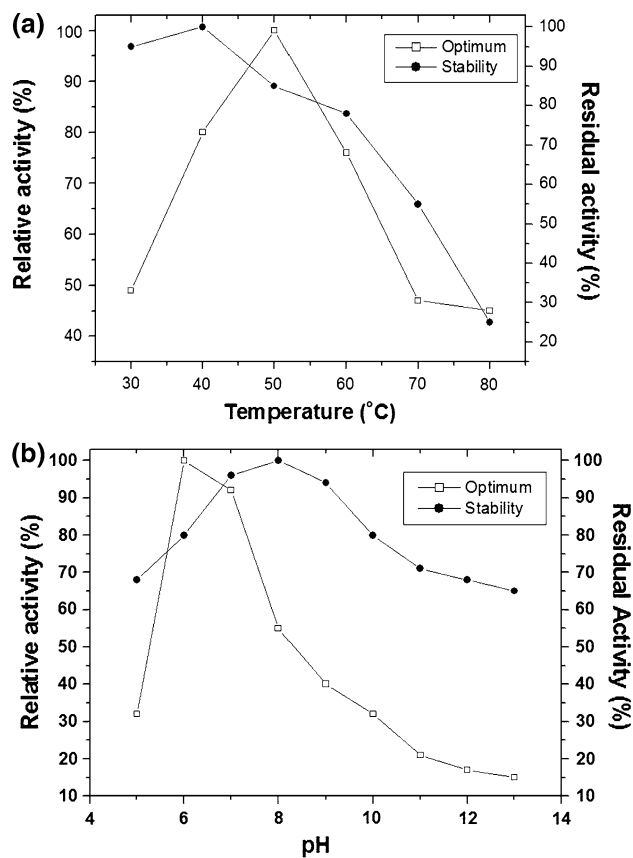 (a)
Optimum
Stability
Relative activity (%)
100
90
80
70
60
50
40
Residual activity (%)
100
90
80
70
60
50
40
30
20
30 40 50 60 70 80
Temperature (°C)
(b)
Optimum
Stability
Relative activity (%)
100
90
80
70
60
50
40
30
20
10
Residual Activity (%)
100
90
80
70
60
50
40
30
20
10
4 6 8 10 12 14
pH